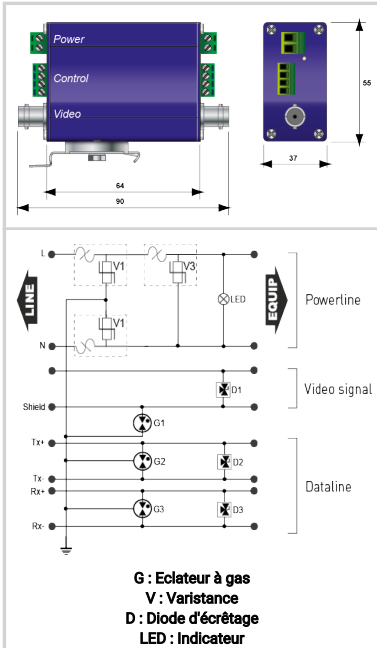 Power
Control
Video
55
37
64
90
L
V1
V3
LINE
LED
EQUIP
Powerline
V1
N
D1
Video signal
Shield
G1
Tx+
G2
D2
Dataline
Tx-
Rx+
G3
D3
Rx-
G : Eclateur à gas
V : Varistance
D : Diode d'écrêtage
LED : Indicateur